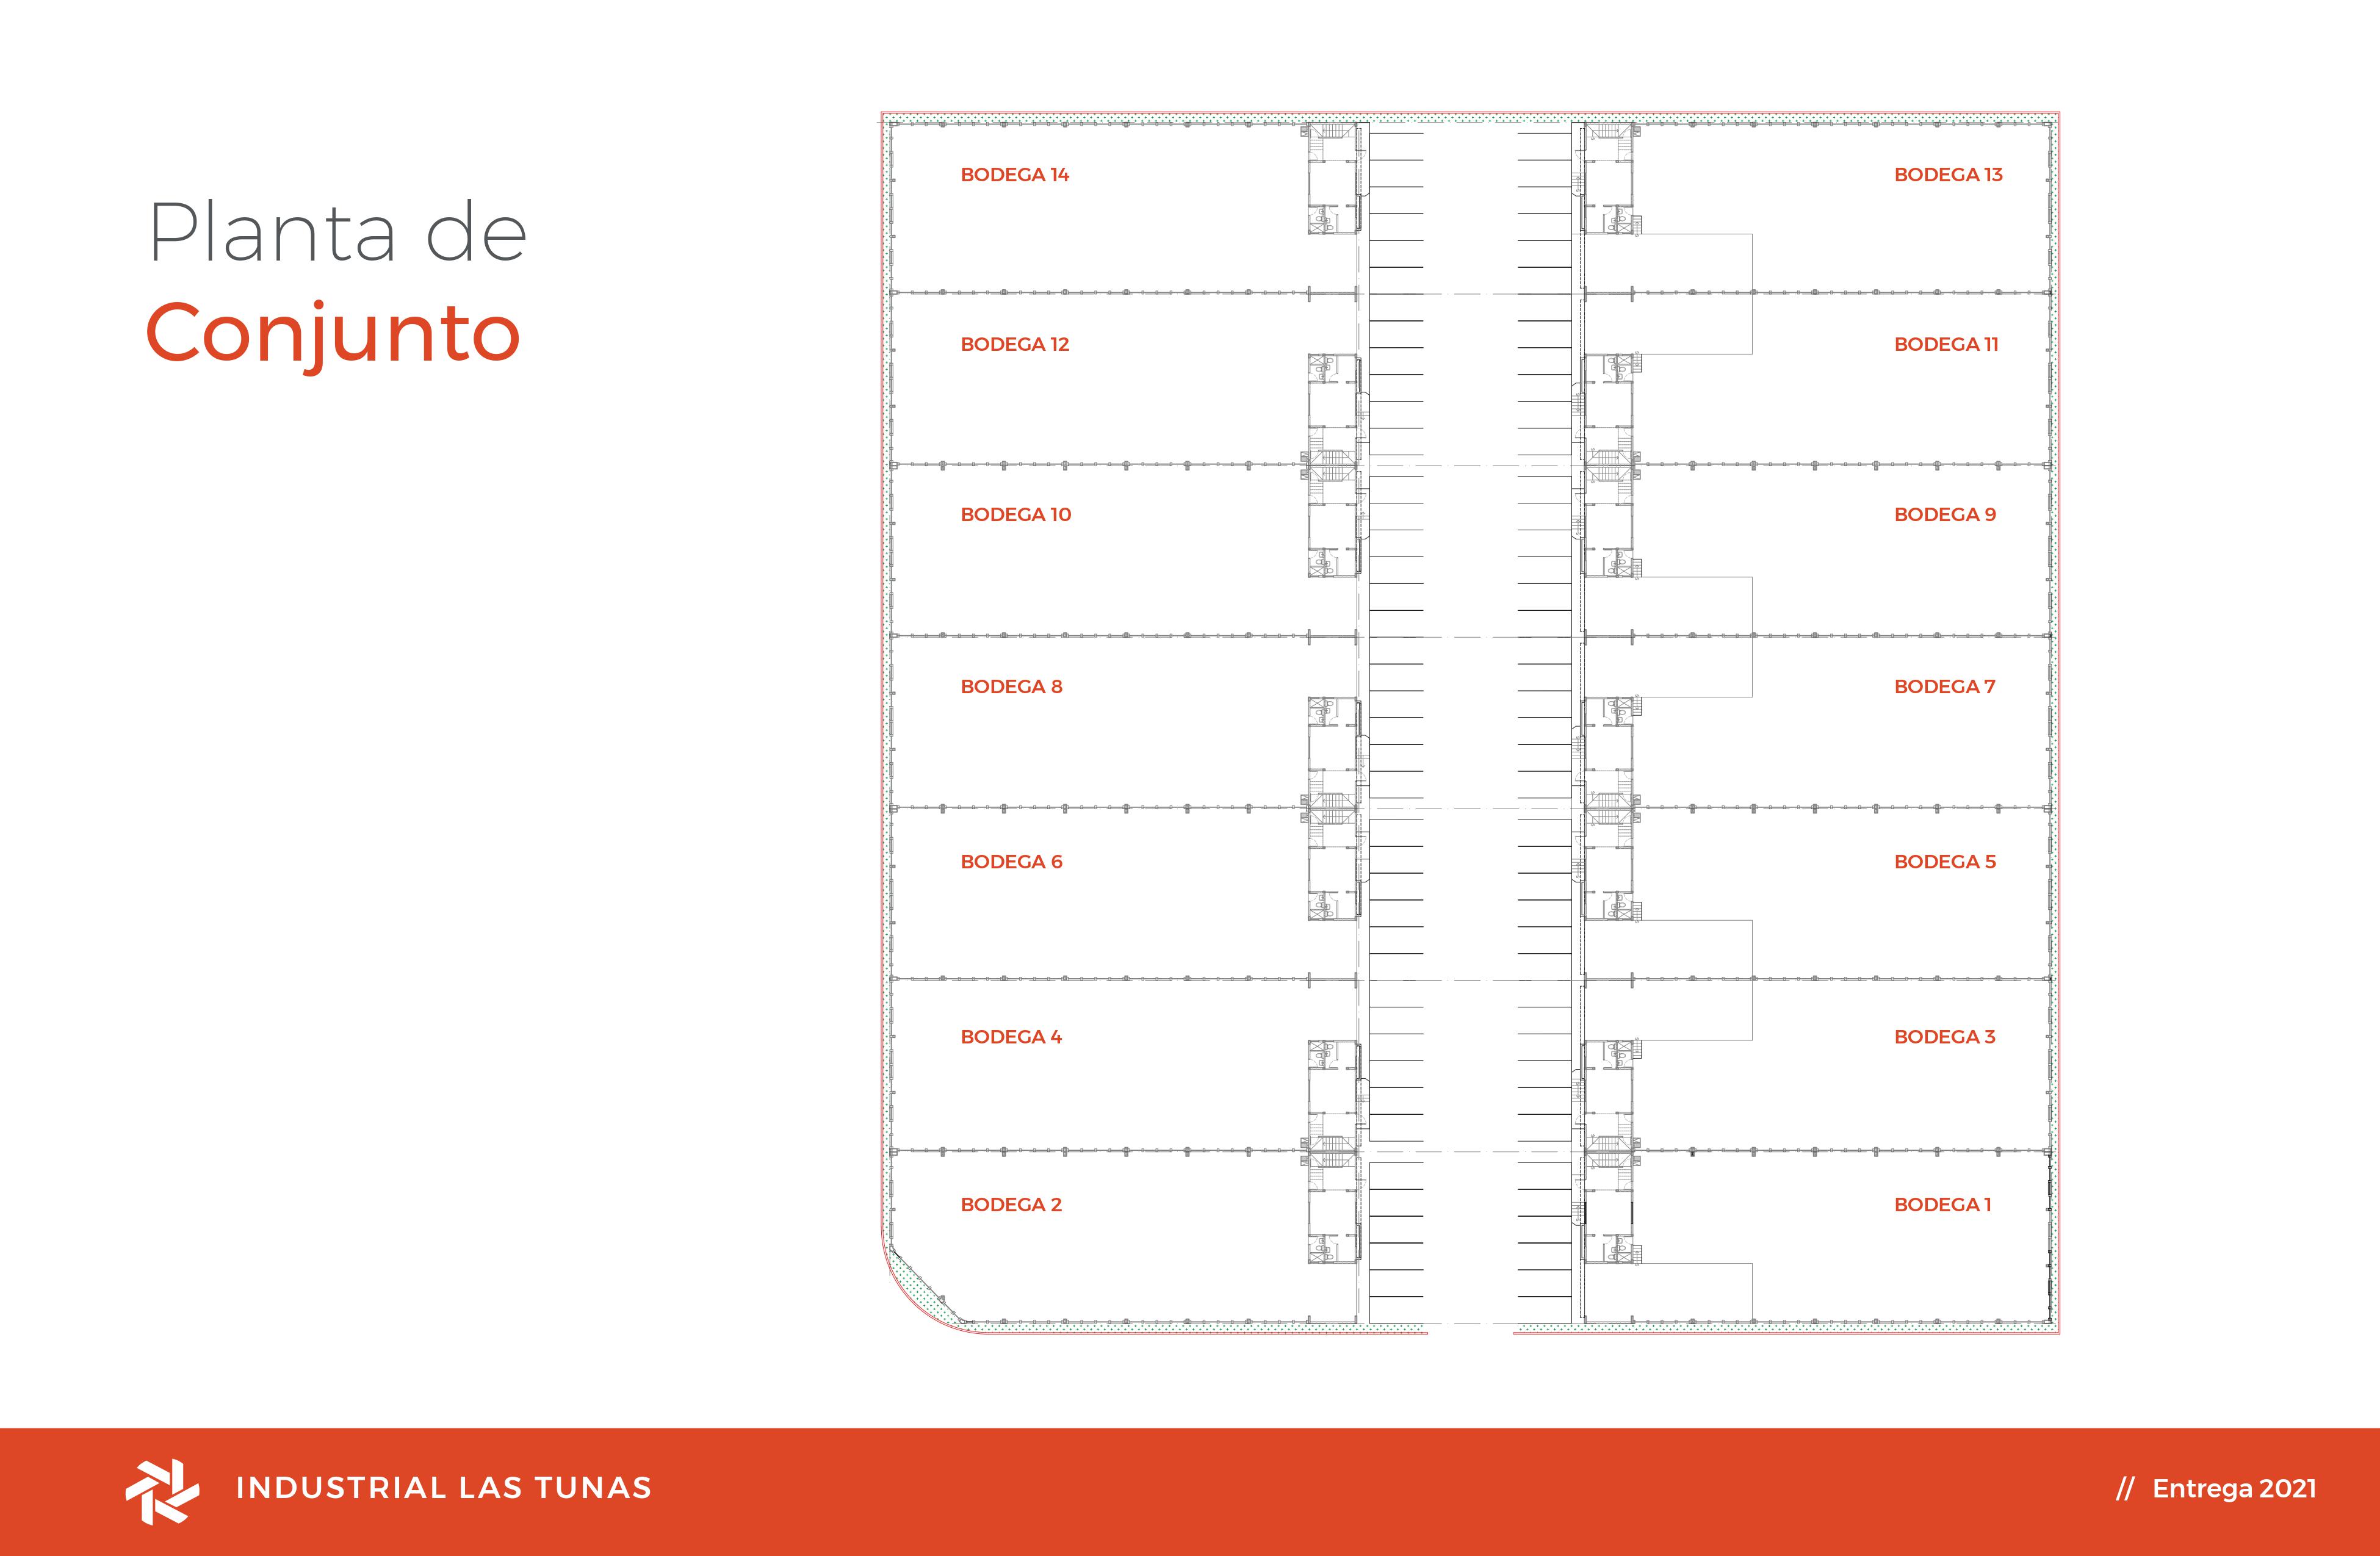 Planta de
Conjunto
BODEGA 14
BODEGA 13
BODEGA 12
BODEGA 11
BODEGA 10
BODEGA 9
BODEGA 8
BODEGA 7
BODEGA 6
BODEGA 5
BODEGA 4
BODEGA 3
BODEGA 2
BODEGA 1
INDUSTRIAL LAS TUNAS
// Entrega 2021